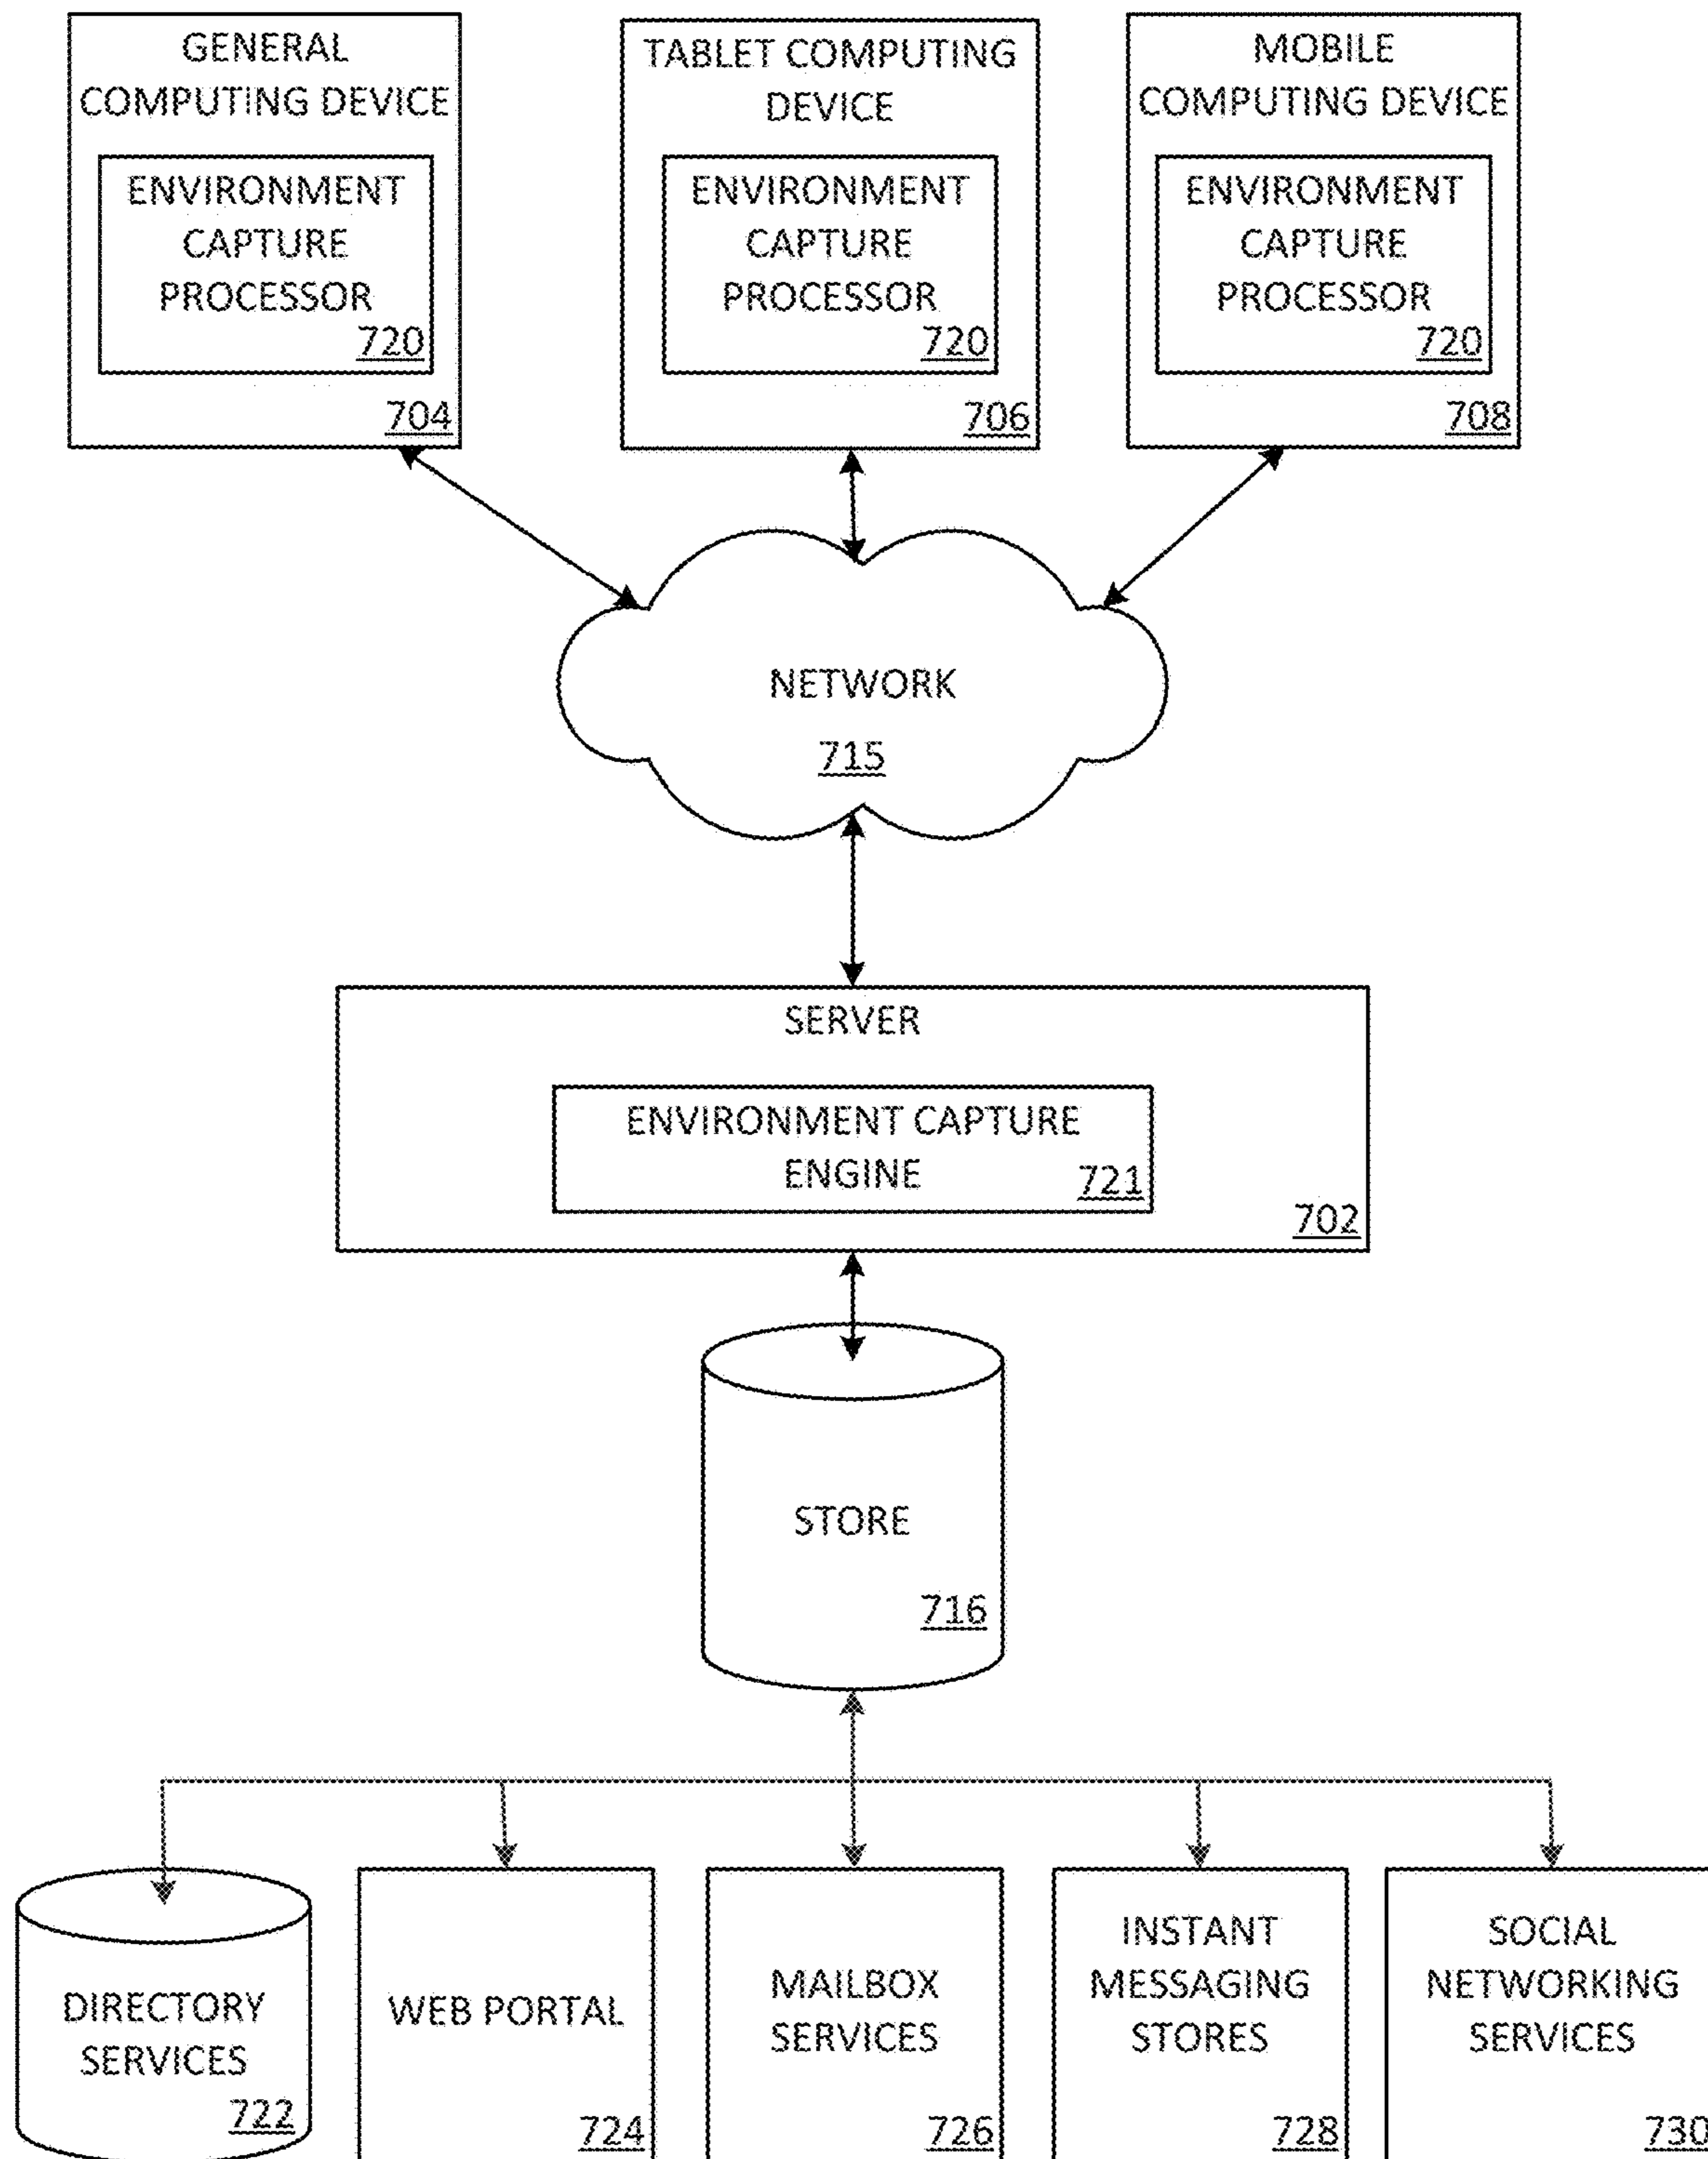 GENERAL
COMPUTING DEVICE
ENVIRONMENT
CAPTURE
PROCESSOR
720
704
TABLET COMPUTING
DEVICE
ENVIRONMENT
CAPTURE
PROCESSOR
720
706
MOBILE
COMPUTING DEVICE
ENVIRONMENT
CAPTURE
PROCESSOR
720
708
NETWORK
715
SERVER
ENVIRONMENT CAPTURE
ENGINE
721
702
STORE
716
DIRECTORY
SERVICES
722
WEB PORTAL
724
MAILBOX
SERVICES
726
INSTANT
MESSAGING
STORES
728
SOCIAL
NETWORKING
SERVICES
730